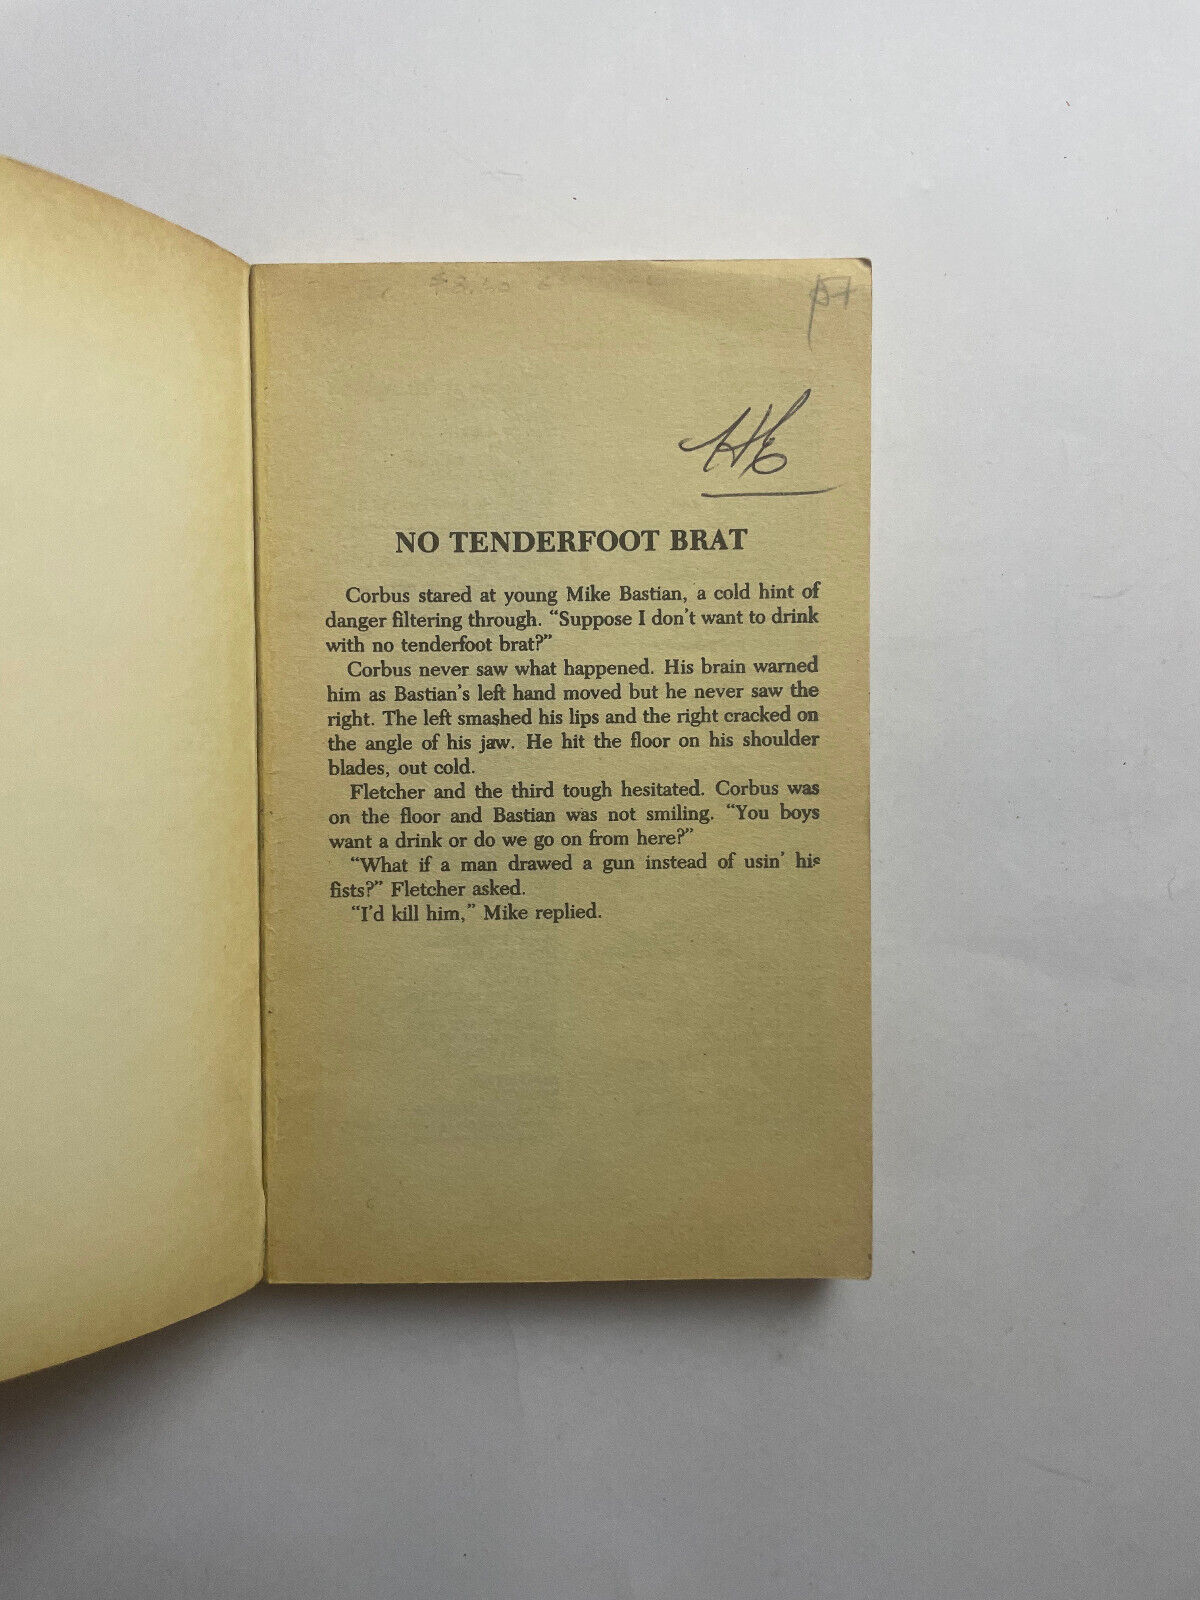 NO TENDERFOOT BRAT
Corbus stared at young Mike Bastian, a cold hint of
danger filtering through. “Suppose I don't want to drink
with no tenderfoot brat?”
Corbus never saw what happened. His brain warned
him as Bastian's left hand moved but he never saw the
right. The left smashed his lips and the right cracked on
the angle of his jaw. He hit the floor on his shoulder
blades, out cold.
Fletcher and the third tough hesitated. Corbus was
on the floor and Bastian was not smiling. “You boys
want a drink or do we go on from here?”
“What if a man drawed a gun instead of usin' his
fists?” Fletcher asked.
“I'd kill him,” Mike replied.